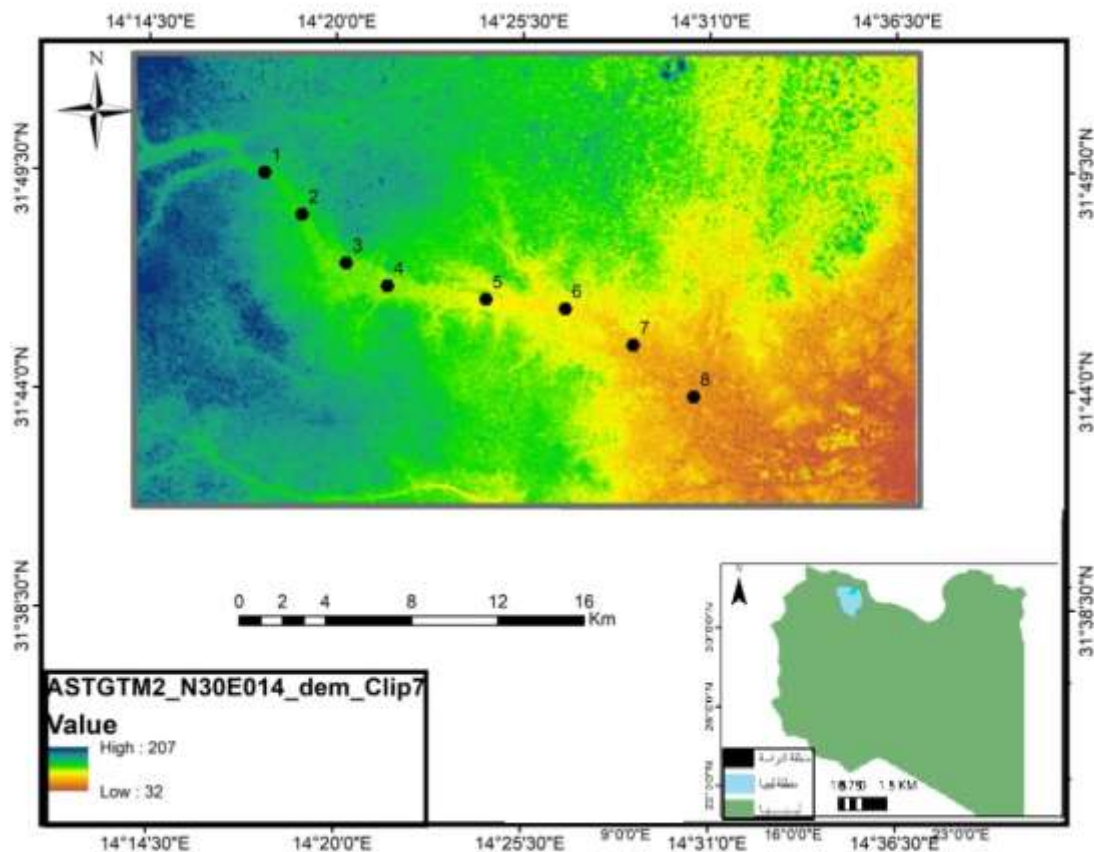 14°14'30"E 14°20'0"E 14°25'30"E 14°31'0"E 14°36'30"E
N
31°49'30"N
31°49'30"N
1
2
3
4
5
6
7
8
31°44'0"N
31°44'0"N
31°38'30"N
31°38'30"N
0 2 4 8 12 16
Km
ASTGTM2_N30E014_dem_Clip7
Value
High : 207
Low : 32
منطقة الدراسة
1.5 KM
9°0'0"E 16°0'0"E 23°0'0"E
14°14'30"E 14°20'0"E 14°25'30"E 14°31'0"E 14°36'30"E